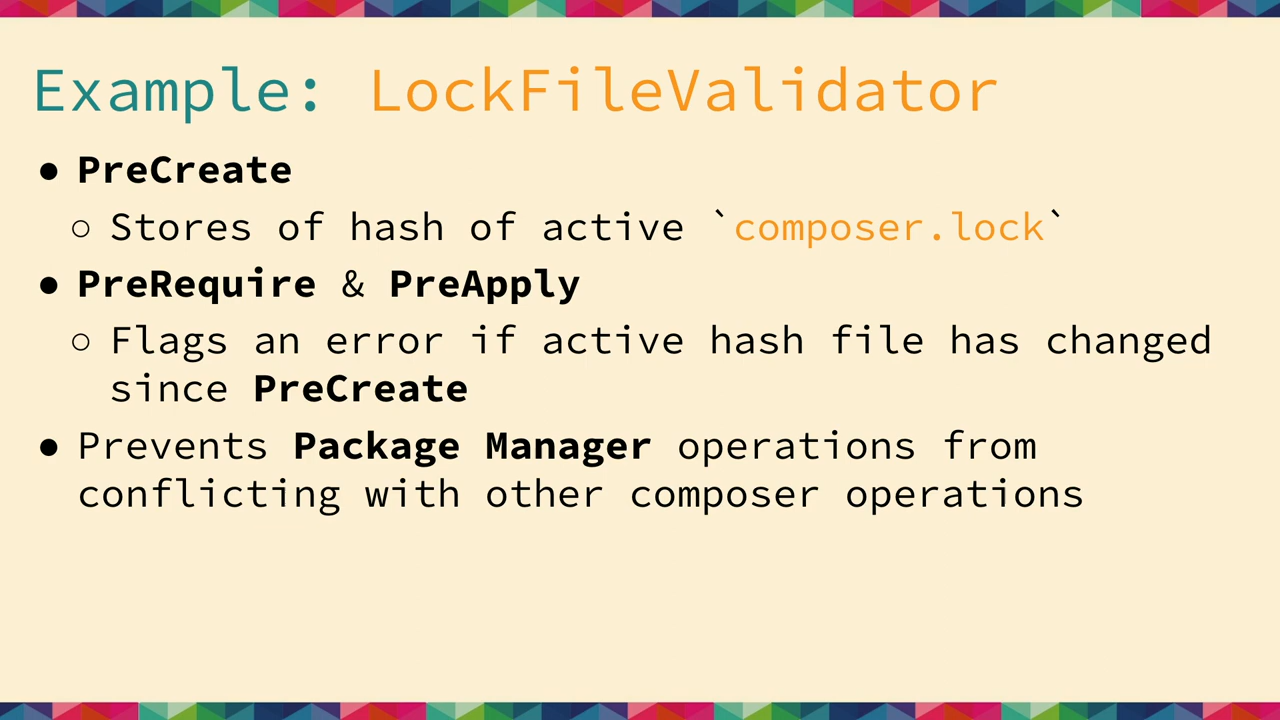 Example: LockFileValidator
● PreCreate
○ Stores of hash of active `composer.lock`
● PreRequire & PreApply
○ Flags an error if active hash file has changed
since PreCreate
● Prevents Package Manager operations from
conflicting with other composer operations